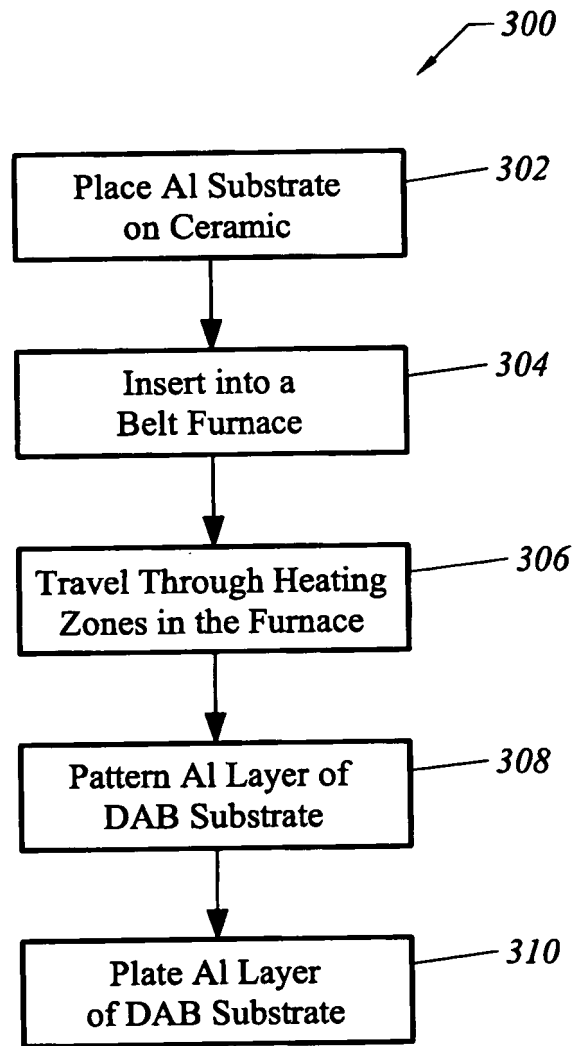 300
Place Al Substrate
on Ceramic
302
Insert into a
Belt Furnace
304
Travel Through Heating
Zones in the Furnace
306
Pattern Al Layer of
DAB Substrate
308
Plate Al Layer
of DAB Substrate
310